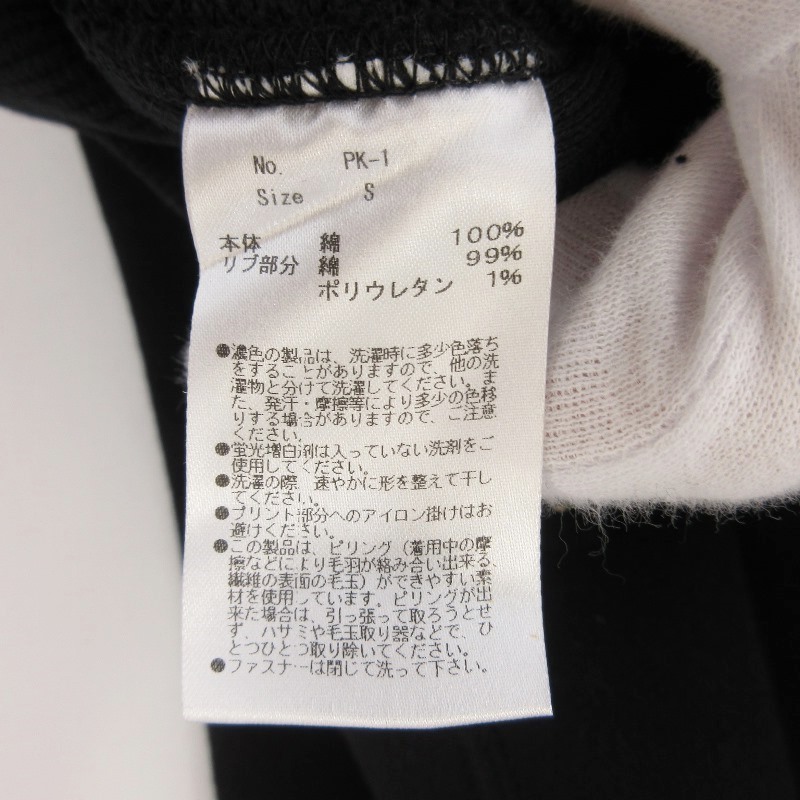 No. PK-1
Size S
本体 綿 100%
リブ部分 綿 99%
ポリウレタン 1%
●濃色の製品は、洗濯時に多少色落ち
をすることがありますので、他の洗
濯物と分けて洗濯してください。ま
た、発汗・摩擦等により多少の色移
りする場合がありますので、ご注意
ください。
●蛍光増白剤は入っていない洗剤をご
使用してください。
●洗濯の際 速やかに形を整えて干し
てください。
●プリント部分へのアイロン掛けはお
避けください。
●この製品は、ピリング（着用中の摩
擦などにより毛羽が絡み合い出来る、
繊維の表面の毛玉）ができやすい素
材を使用しています。ピリングが出
来た場合は、引っ張って取ろうとせ
ず、ハサミや毛玉取り器などで、ひ
とつひとつ取り除いてください。
●ファスナーは閉じて洗って下さい。